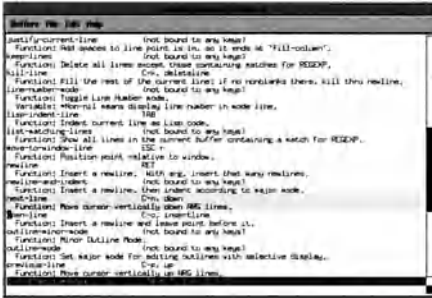 Buffers File Edit Help
justify-current-line (not bound to any keys)
Function: Add spaces to line point is in, so it ends at `fill-column'.
keep-lines (not bound to any keys)
Function: Delete all lines except those containing matches for REGEXP.
kill-line C-k, deleteline
Function: Kill the rest of the current line; if no nonblanks there, kill thru newline.
line-number-mode (not bound to any keys)
Function: Toggle Line Number mode.
Variable: *Non-nil means display line number in mode line.
lisp-indent-line TAB
Function: Indent current line as Lisp code.
list-matching-lines (not bound to any keys)
Function: Show all lines in the current buffer containing a match for REGEXP.
move-to-window-line ESC r
Function: Position point relative to window.
newline RET
Function: Insert a newline. With arg, insert that many newlines.
newline-and-indent (not bound to any keys)
Function: Insert a newline, then indent according to major mode.
next-line C-n, down
Function: Move cursor vertically down ARG lines.
open-line C-o, insertline
Function: Insert a newline and leave point before it.
outline-minor-mode (not bound to any keys)
Function: Minor Outline Mode.
outline-mode (not bound to any keys)
Function: Set major mode for editing outlines with selective display.
previous-line C-p, up
Function: Move cursor vertically up ARG lines.